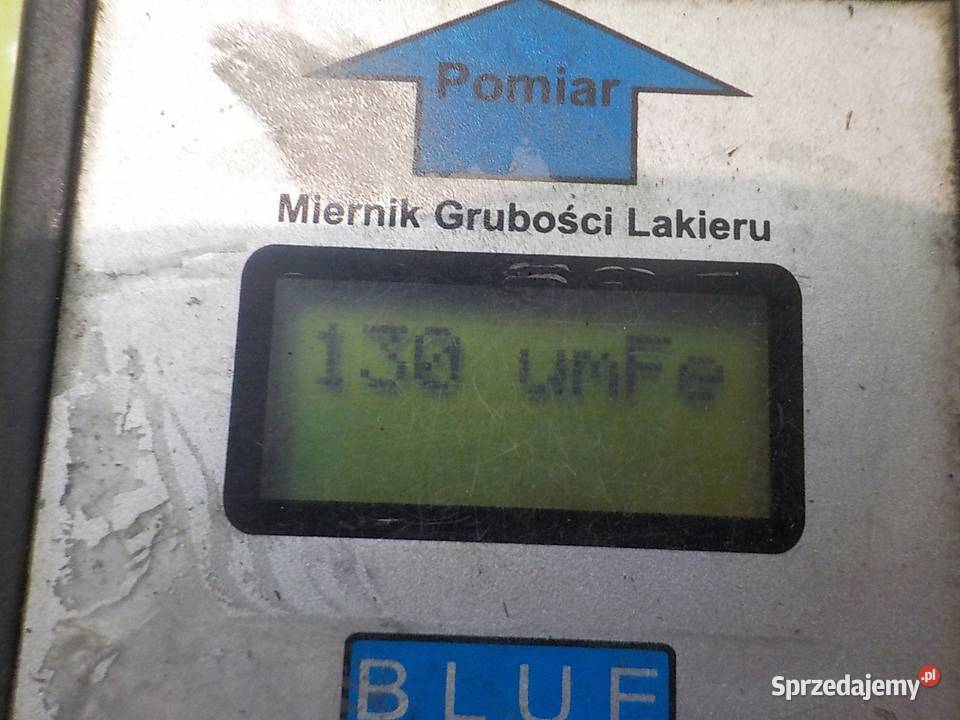 Pomiar
Miernik Grubości Lakieru
130 umFe
BLUE
Sprzedajemy.pl